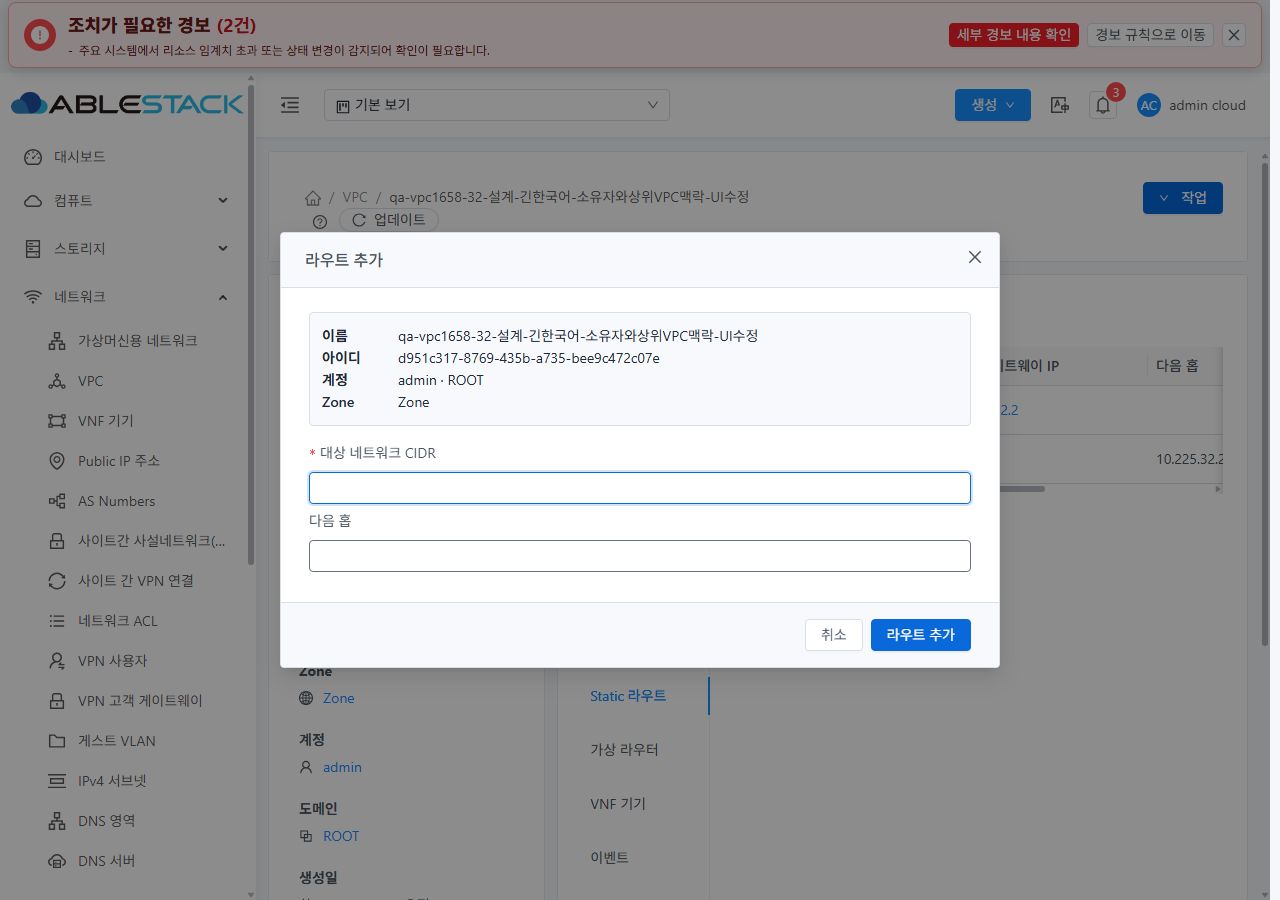 조치가 필요한 경보 (2건)
- 주요 시스템에서 리소스 임계치 초과 또는 상태 변경이 감지되어 확인이 필요합니다.
세부 경보 내용 확인
경보 규칙으로 이동
ABLESTACK
기본 보기
생성
3
AC
admin cloud
대시보드
컴퓨트
스토리지
네트워크
가상머신용 네트워크
VPC
VNF 기기
Public IP 주소
AS Numbers
사이트간 사설네트워크(...
사이트 간 VPN 연결
네트워크 ACL
VPN 사용자
VPN 고객 게이트웨이
게스트 VLAN
IPv4 서브넷
DNS 영역
DNS 서버
/ VPC / qa-vpc1658-32-설계-긴한국어-소유자와상위VPC맥락-UI수정
업데이트
작업
라우트 추가
이름 qa-vpc1658-32-설계-긴한국어-소유자와상위VPC맥락-UI수정
아이디 d951c317-8769-435b-a735-bee9c472c07e
계정 admin · ROOT
Zone Zone
* 대상 네트워크 CIDR
다음 홉
취소
라우트 추가
트웨이 IP
다음 홉
2.2
10.225.32.2
Zone
Zone
계정
admin
도메인
ROOT
생성일
Static 라우트
가상 라우터
VNF 기기
이벤트